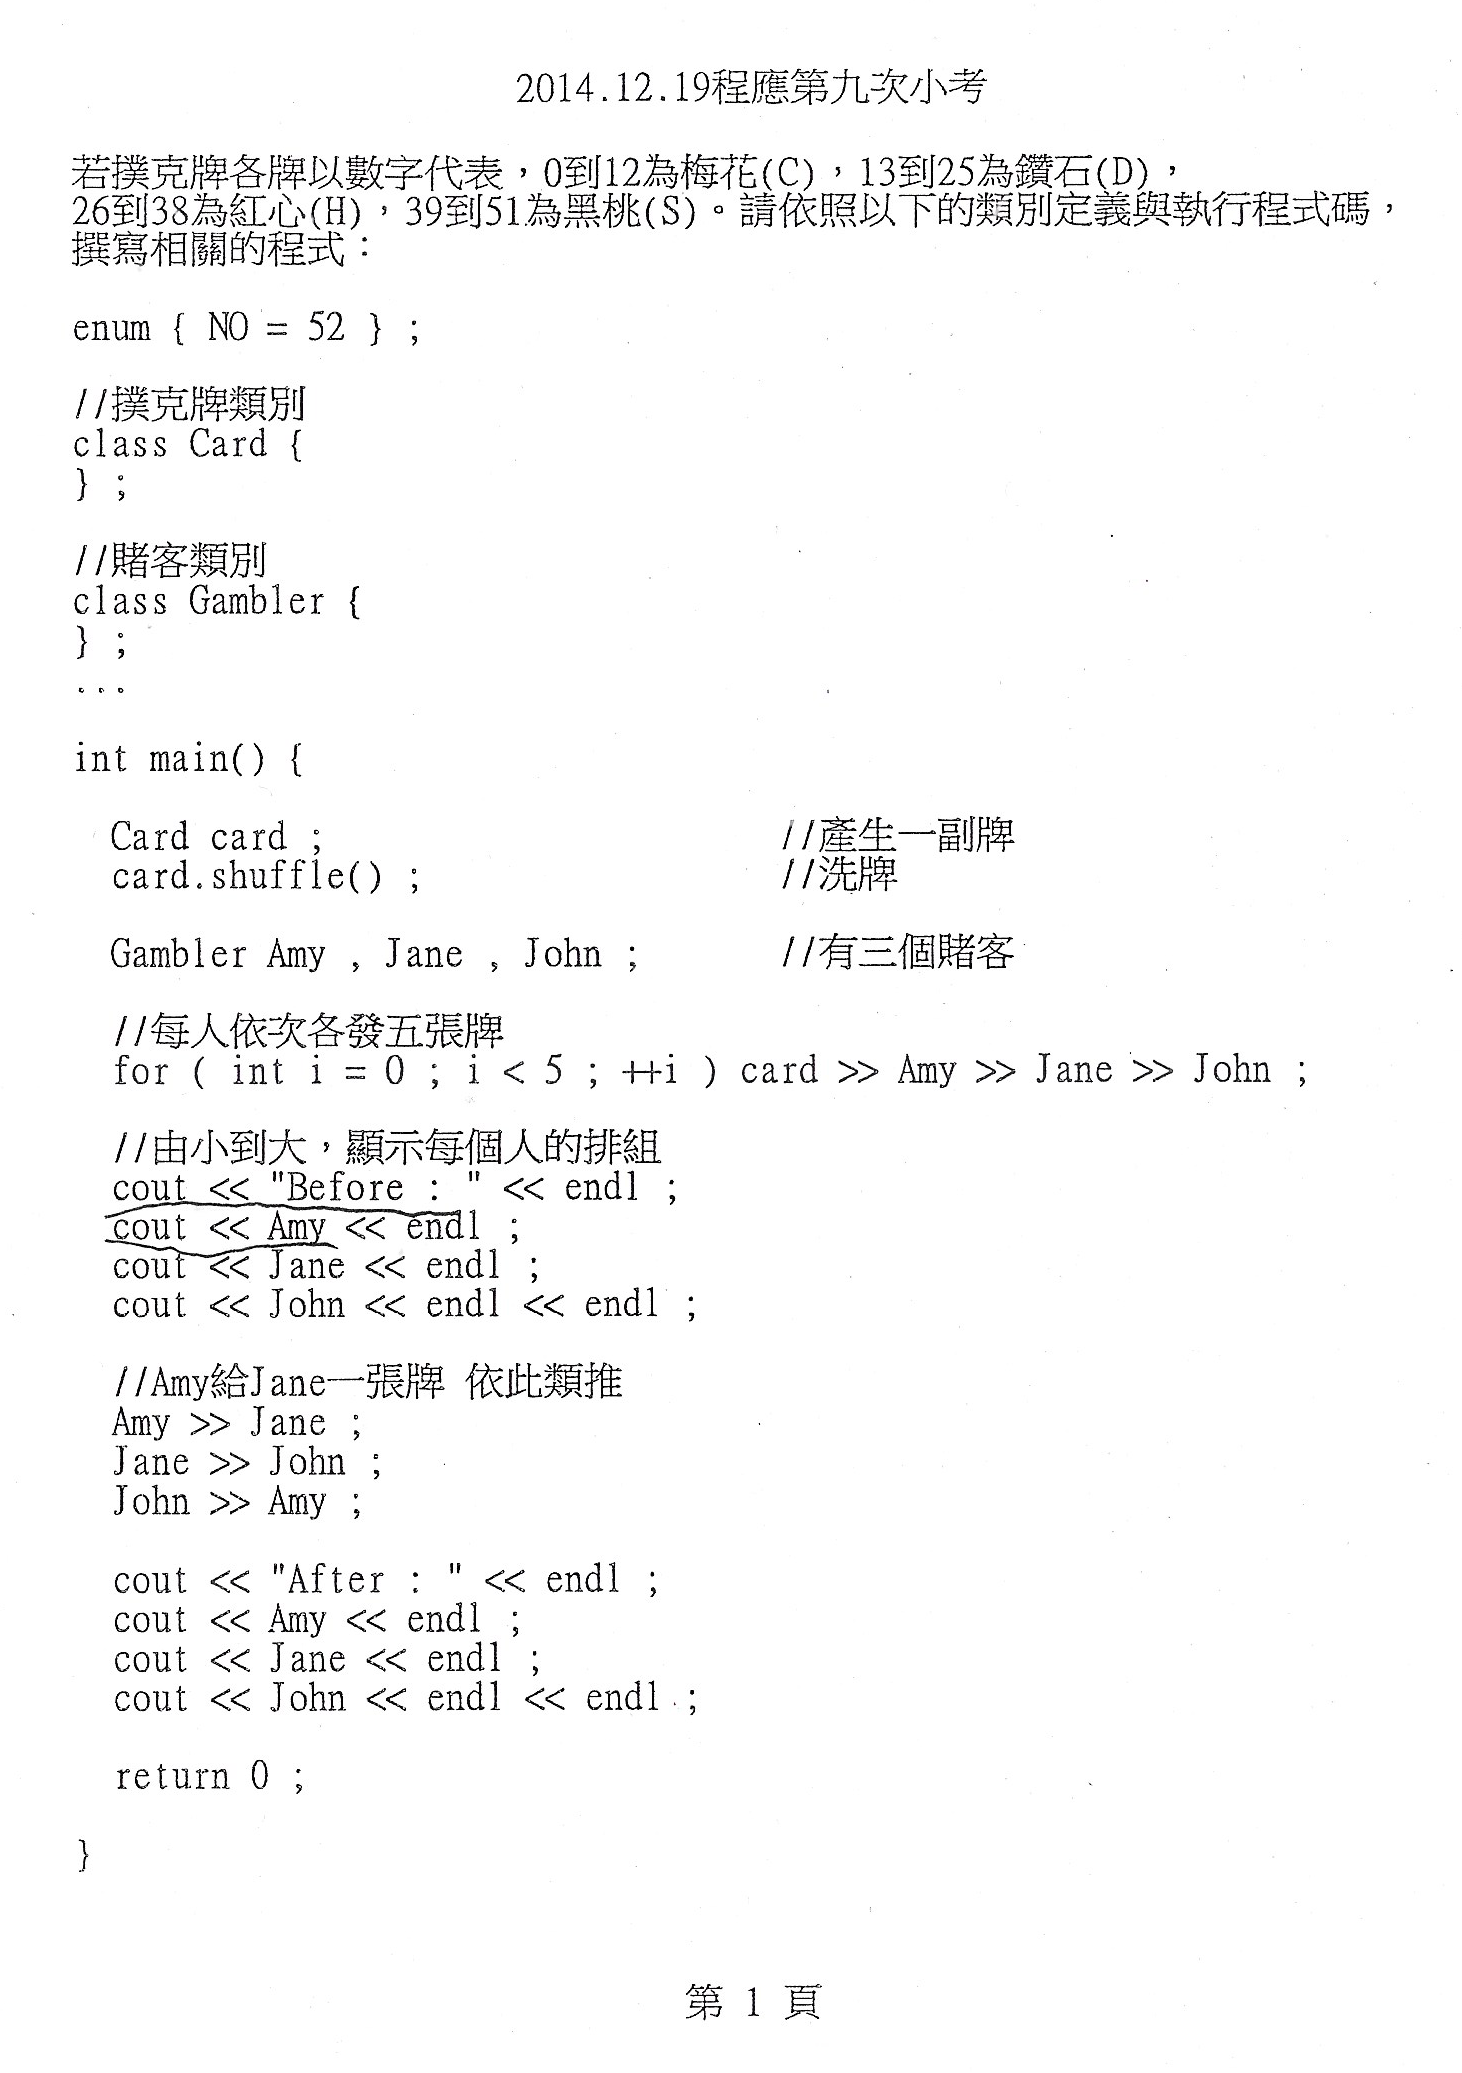 2014.12.19程應第九次小考
若撲克牌各牌以數字代表，0到12為梅花(C)，13到25為鑽石(D)，
26到38為紅心(H)，39到51為黑桃(S)。請依照以下的類別定義與執行程式碼，
撰寫相關的程式：
enum { NO = 52 } ;
//撲克牌類別
class Card {
} ;
//賭客類別
class Gambler {
} ;
...
int main() {
Card card ; //產生一副牌
card.shuffle() ; //洗牌
Gambler Amy , Jane , John ; //有三個賭客
//每人依次各發五張牌
for ( int i = 0 ; i < 5 ; ++i ) card >> Amy >> Jane >> John ;
//由小到大，顯示每個人的排組
cout << "Before : " << endl ;
cout << Amy << endl ;
cout << Jane << endl ;
cout << John << endl << endl ;
//Amy給Jane一張牌 依此類推
Amy >> Jane ;
Jane >> John ;
John >> Amy ;
cout << "After : " << endl ;
cout << Amy << endl ;
cout << Jane << endl ;
cout << John << endl << endl ;
return 0 ;
}
第 1 頁